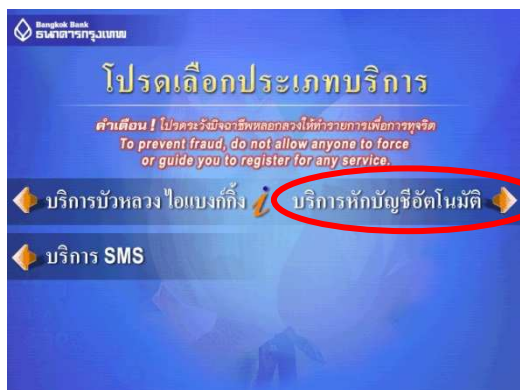 Bangkok Bank
ธนาคารกรุงเทพ
โปรดเลือกประเภทบริการ
คำเตือน ! โปรดระวังมิจฉาชีพหลอกลวงให้ทำรายการเพื่อการทุจริต
To prevent fraud, do not allow anyone to force
or guide you to register for any service.
บริการบัวหลวง ไอแบงก์กิ้ง i บริการหักบัญชีอัตโนมัติ
บริการ SMS